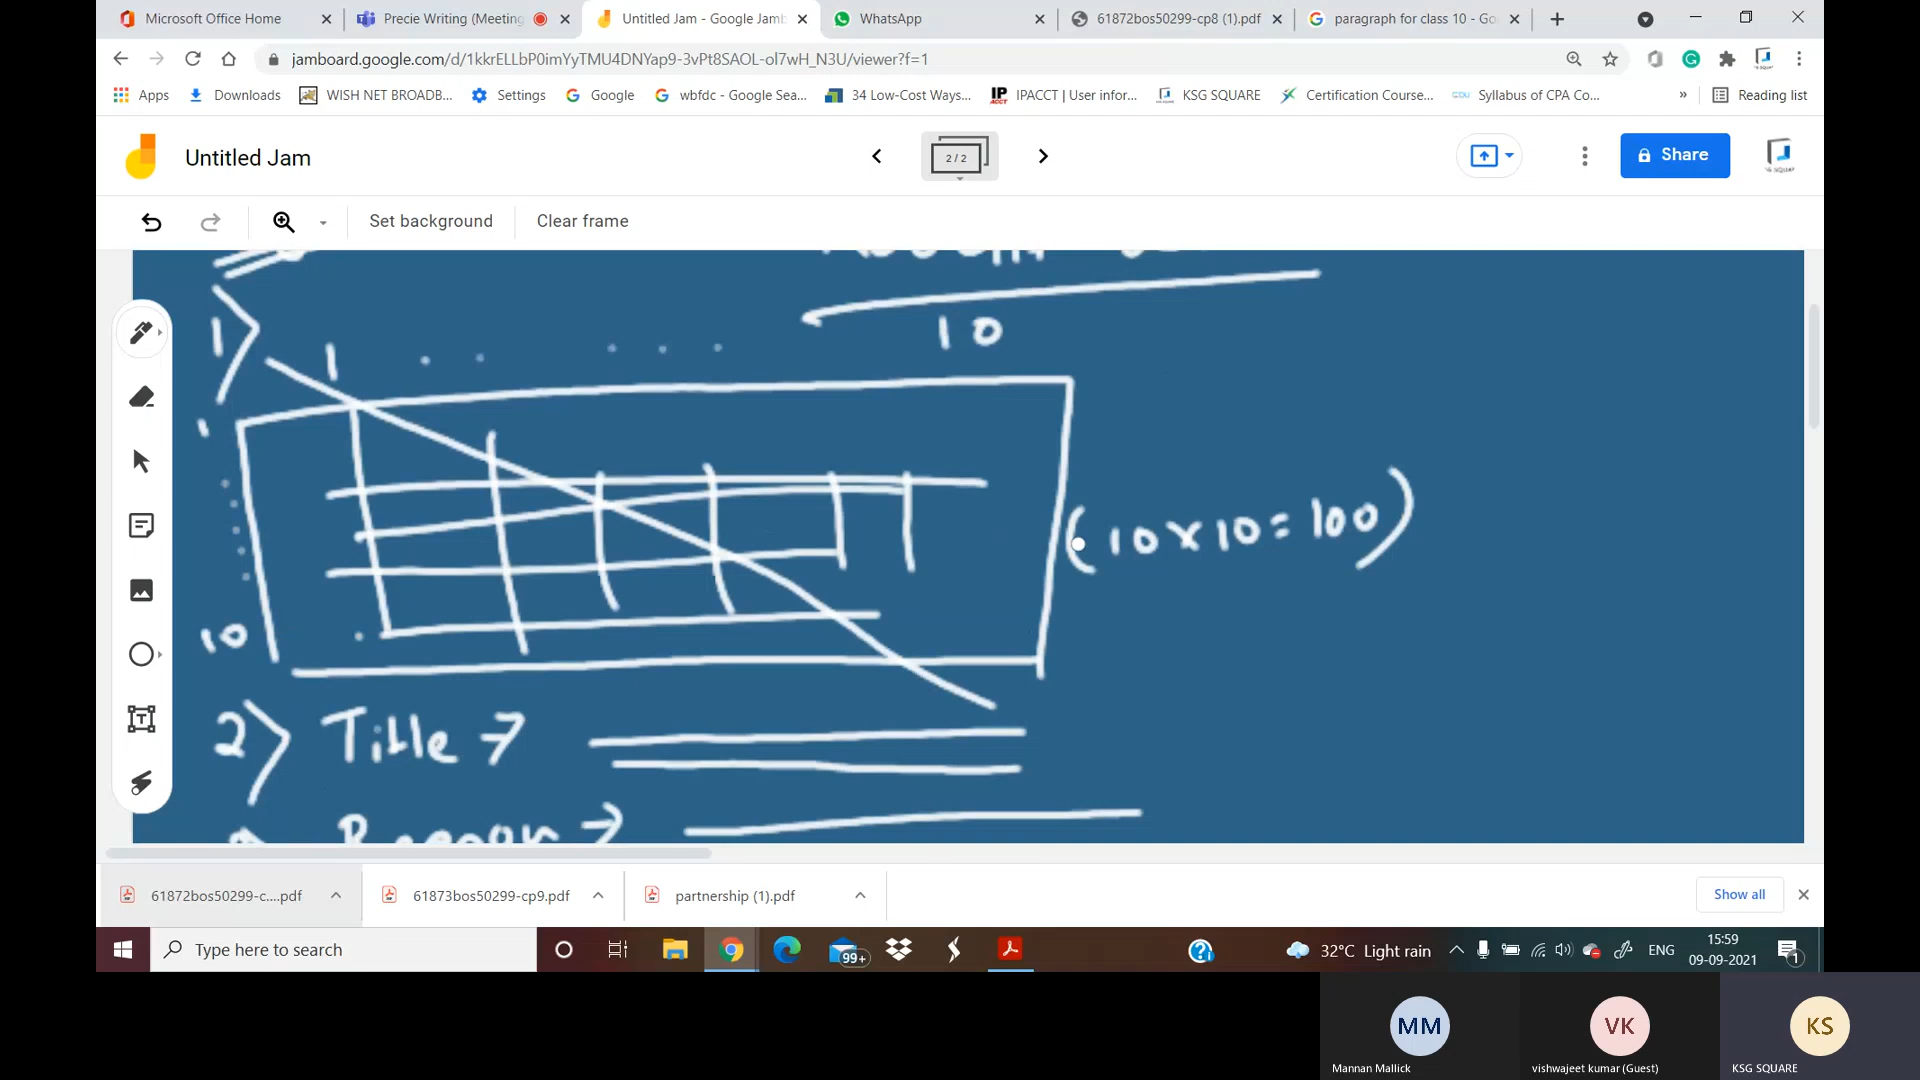 Microsoft Office Home
Precie Writing (Meeting
Untitled Jam - Google Jamb
WhatsApp
61872bos50299-cp8 (1).pdf
paragraph for class 10 - Go
jamboard.google.com/d/1kkrELLbP0imYyTMU4DNYap9-3vPt8SAOL-ol7wH_N3U/viewer?f=1
Apps
Downloads
WISH NET BROADB...
Settings
Google
wbfdc - Google Sea...
34 Low-Cost Ways...
IPACCT | User infor...
KSG SQUARE
Certification Course...
Syllabus of CPA Co...
»
Reading list
Untitled Jam
2 / 2
Share
Set background
Clear frame
1)
1 . . . . . 10
1
10
(10x10=100)
2) Title →
Reason →
61872bos50299-c....pdf
61873bos50299-cp9.pdf
partnership (1).pdf
Show all
Type here to search
99+
32°C Light rain
ENG
15:59
09-09-2021
1
MM
VK
KS
Mannan Mallick
vishwajeet kumar (Guest)
KSG SQUARE